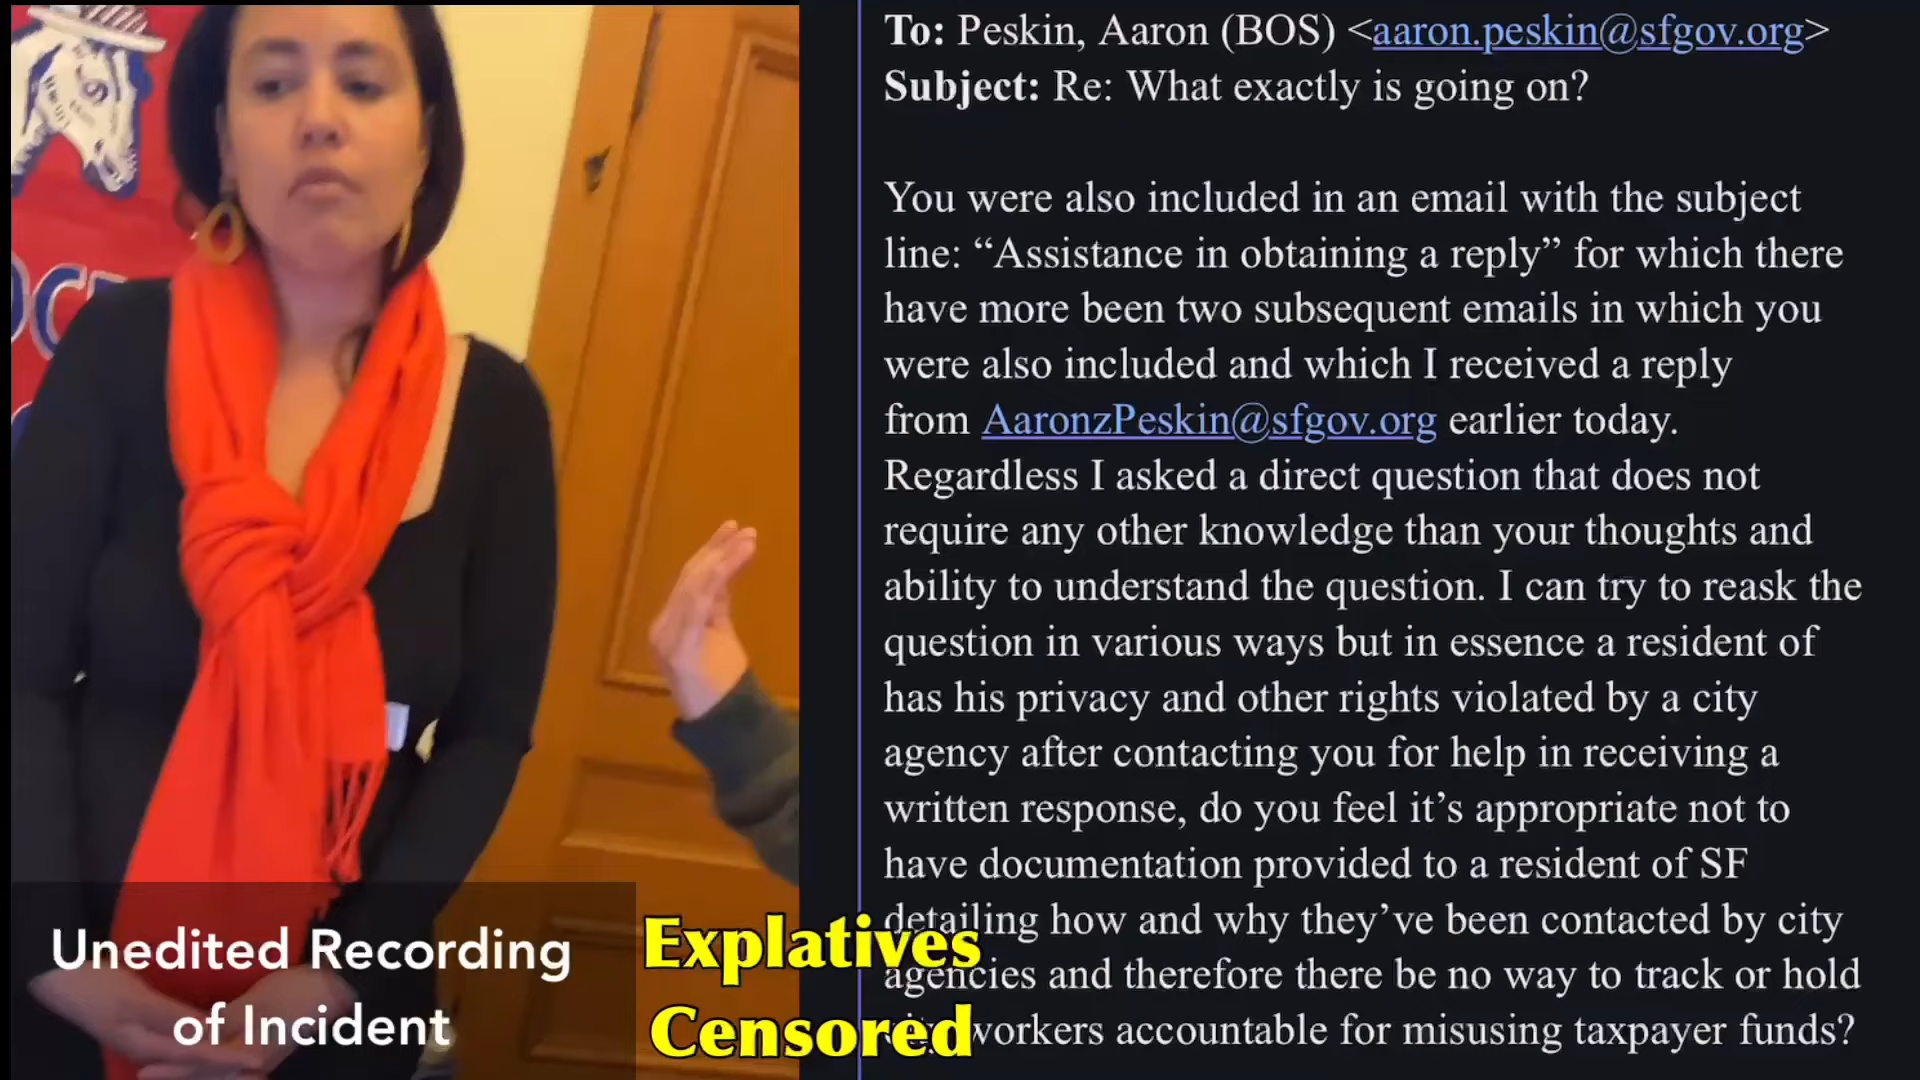 To: Peskin, Aaron (BOS) <aaron.peskin@sfgov.org>
Subject: Re: What exactly is going on?
You were also included in an email with the subject
line: “Assistance in obtaining a reply” for which there
have more been two subsequent emails in which you
were also included and which I received a reply
from AaronzPeskin@sfgov.org earlier today.
Regardless I asked a direct question that does not
require any other knowledge than your thoughts and
ability to understand the question. I can try to reask the
question in various ways but in essence a resident of
has his privacy and other rights violated by a city
agency after contacting you for help in receiving a
written response, do you feel it’s appropriate not to
have documentation provided to a resident of SF
detailing how and why they’ve been contacted by city
agencies and therefore there be no way to track or hold
workers accountable for misusing taxpayer funds?
Unedited Recording
of Incident
Explatives
Censored